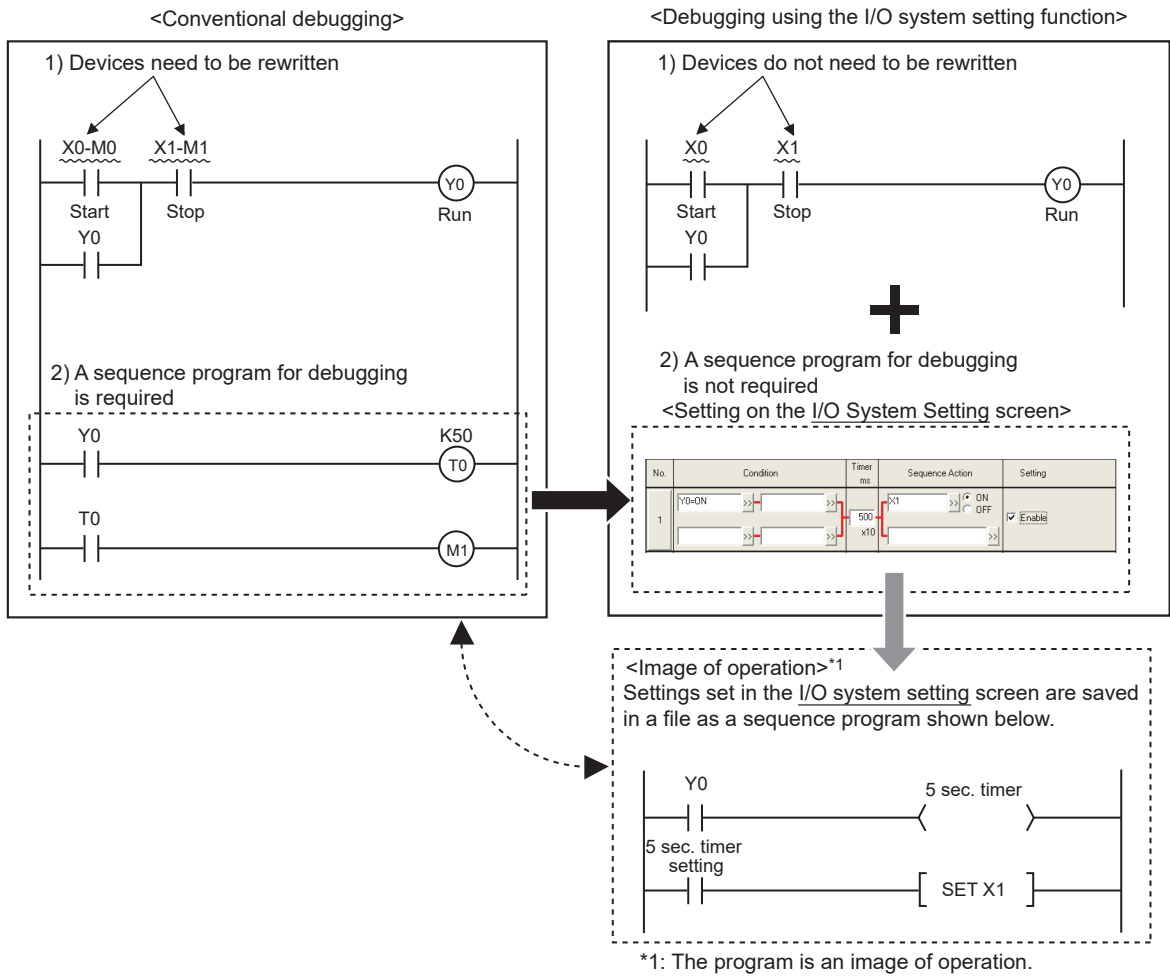 <Conventional debugging>
1) Devices need to be rewritten
X0-M0 X1-M1
Y0
Start Stop Run
Y0
2) A sequence program for debugging
is required
Y0 K50
T0
T0
M1
<Debugging using the I/O system setting function>
1) Devices do not need to be rewritten
X0 X1
Y0
Start Stop Run
Y0
2) A sequence program for debugging
is not required
<Setting on the I/O System Setting screen>
No. Condition Timer ms Sequence Action Setting
1 Y0=ON >> >> 500 x10 X1 >> ON OFF Enable
>> >> >>
<Image of operation>*1
Settings set in the I/O system setting screen are saved
in a file as a sequence program shown below.
Y0 5 sec. timer
5 sec. timer
setting
SET X1
*1: The program is an image of operation.